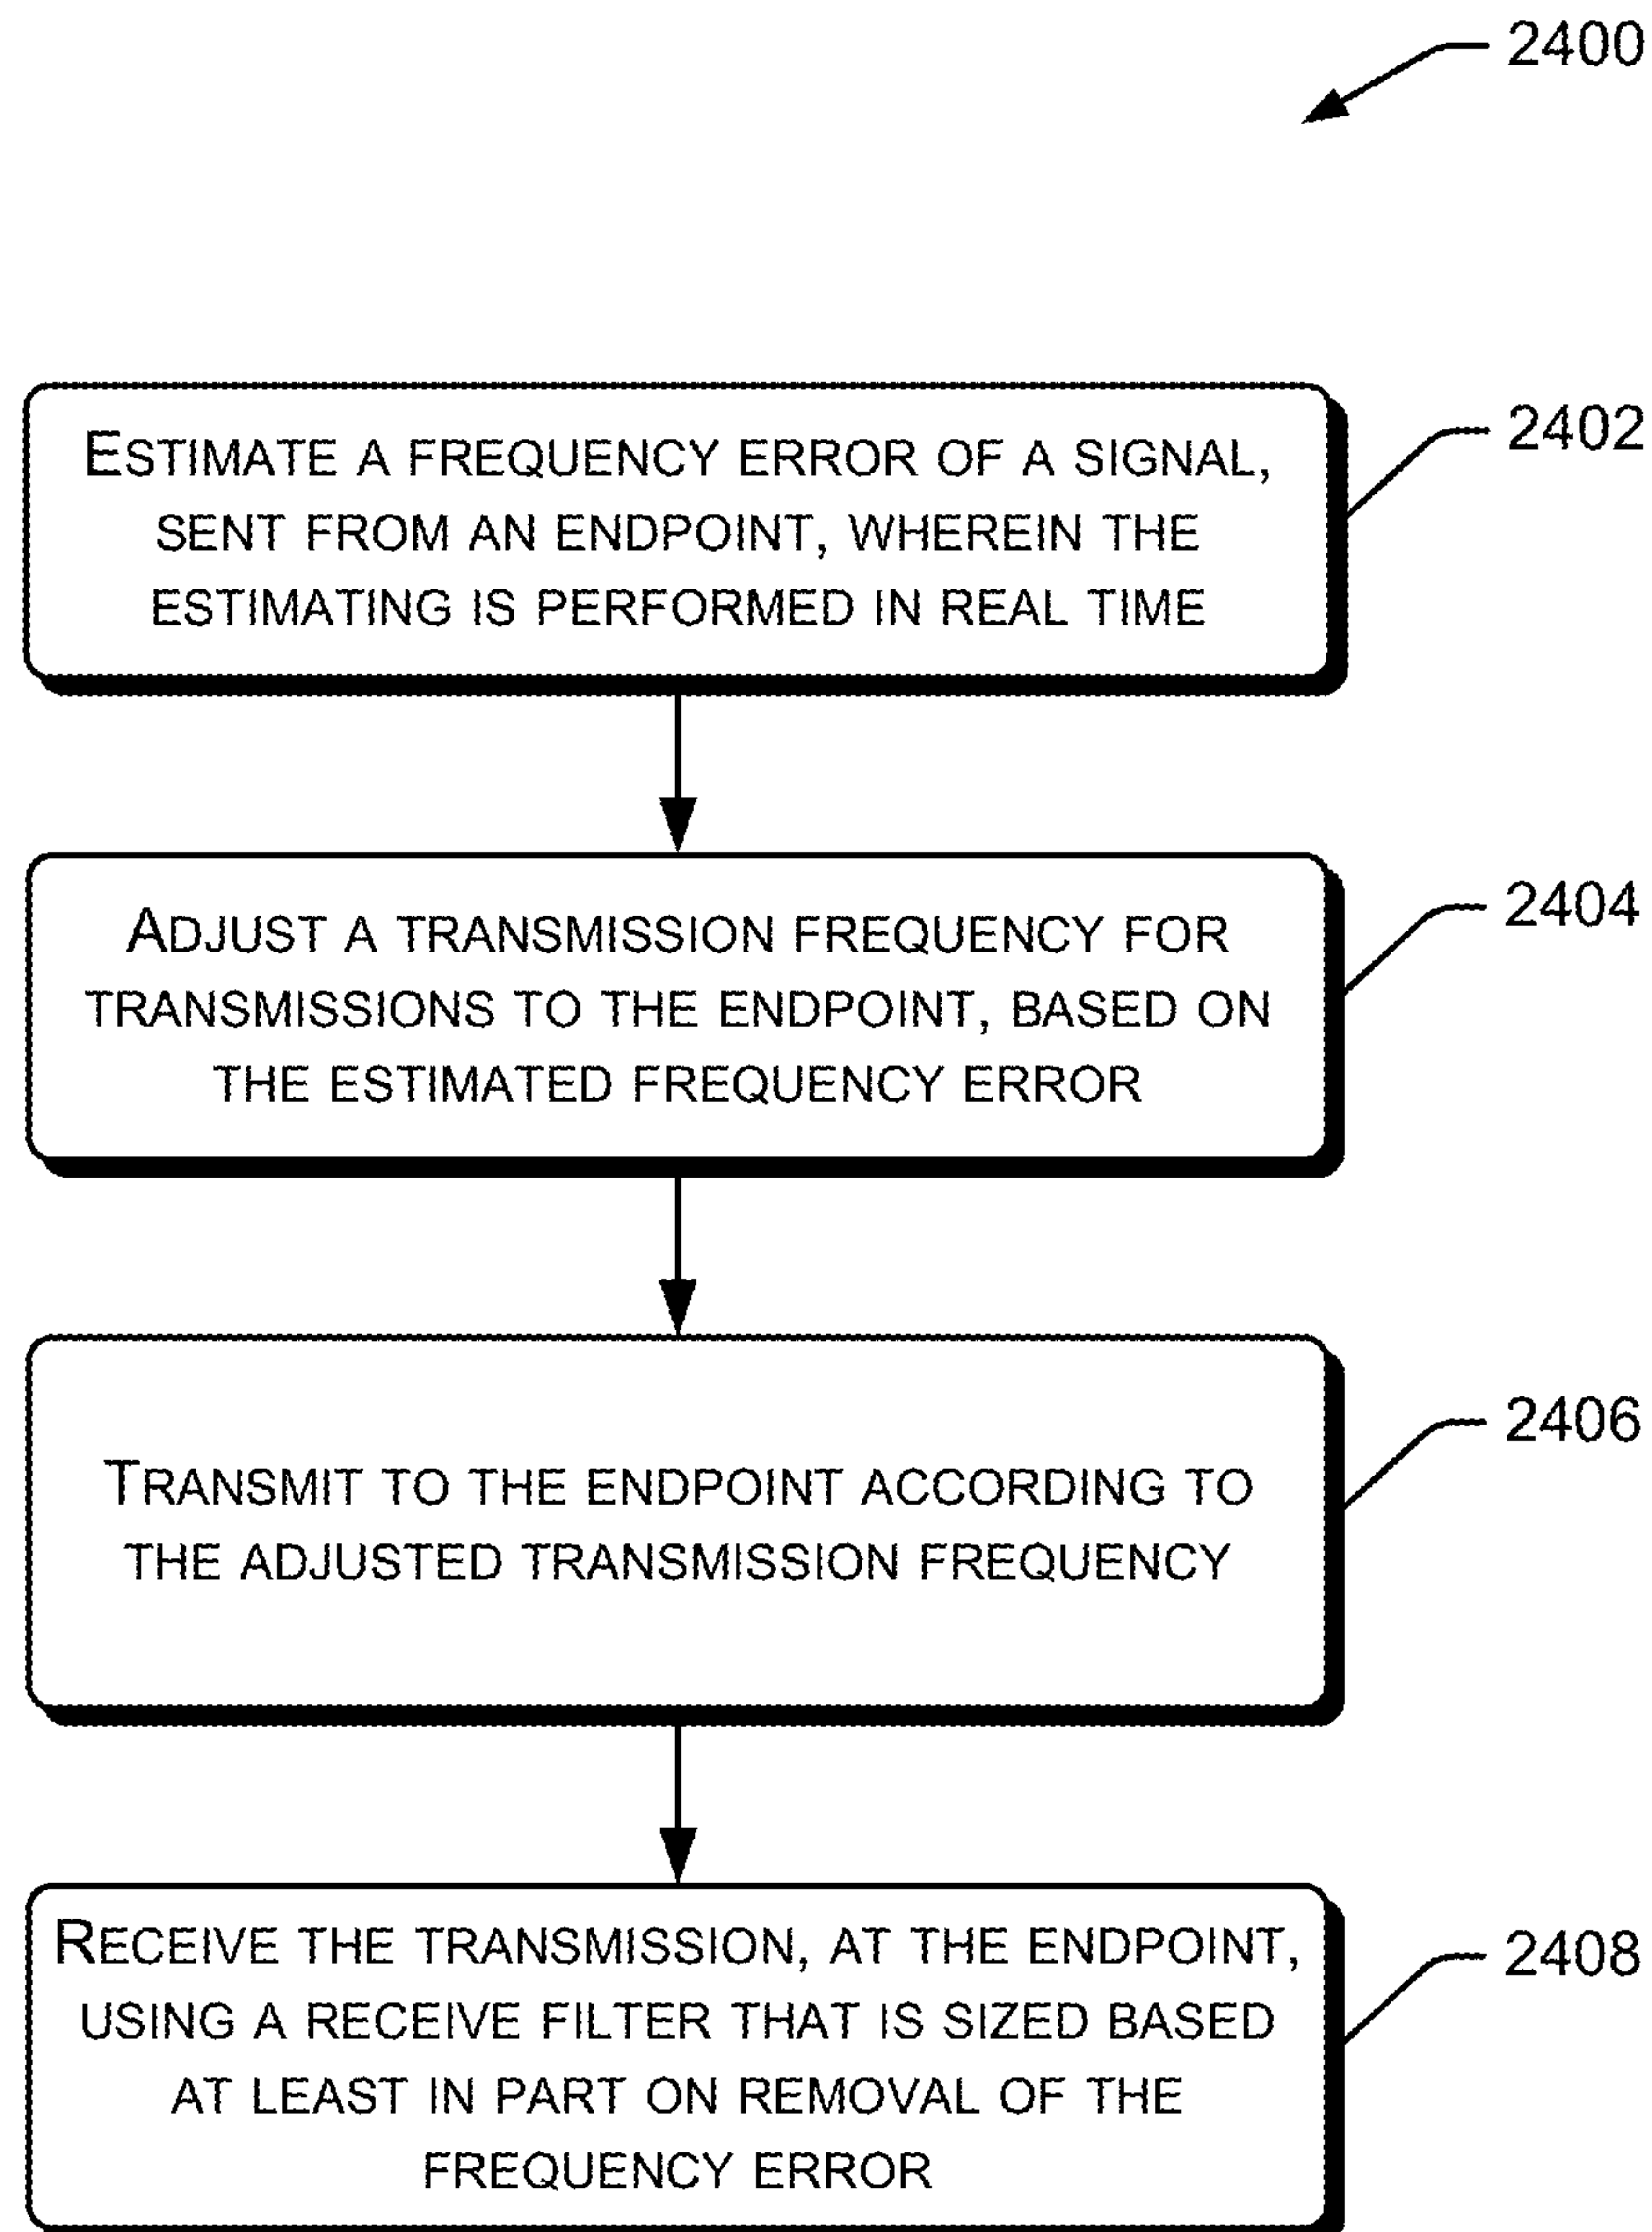 2400
ESTIMATE A FREQUENCY ERROR OF A SIGNAL,
SENT FROM AN ENDPOINT, WHEREIN THE
ESTIMATING IS PERFORMED IN REAL TIME
2402
ADJUST A TRANSMISSION FREQUENCY FOR
TRANSMISSIONS TO THE ENDPOINT, BASED ON
THE ESTIMATED FREQUENCY ERROR
2404
TRANSMIT TO THE ENDPOINT ACCORDING TO
THE ADJUSTED TRANSMISSION FREQUENCY
2406
RECEIVE THE TRANSMISSION, AT THE ENDPOINT,
USING A RECEIVE FILTER THAT IS SIZED BASED
AT LEAST IN PART ON REMOVAL OF THE
FREQUENCY ERROR
2408